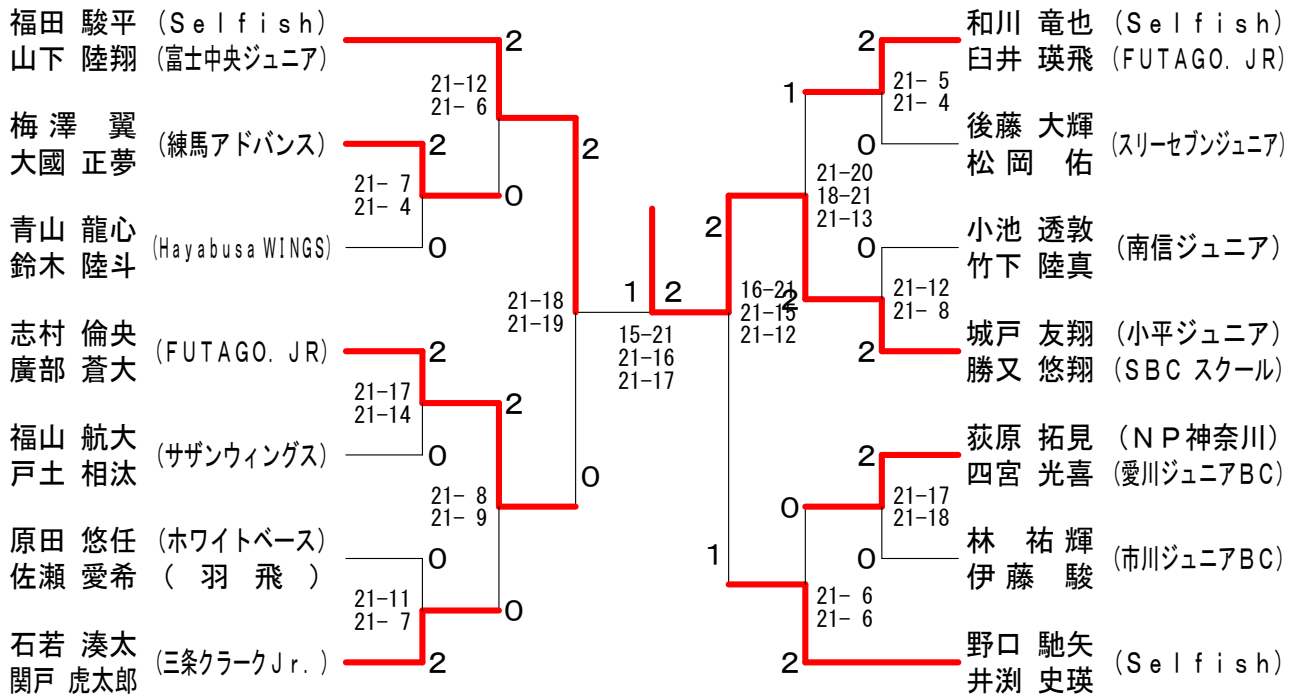 福田 駿平 (Selfish)
山下 陸翔 (富士中央ジュニア)
2
21-12
21- 6
梅澤 翼
大國 正夢
(練馬アドバンス)
2
21- 7
21- 4
0
青山 龍心
鈴木 陸斗
(Hayabusa WINGS)
0
2
21-18
21-19
志村 倫央
廣部 蒼大
(FUTAGO. JR)
2
21-17
21-14
2
福山 航大
戸土 相汰
(サザンウィングス)
0
21- 8
21- 9
0
原田 悠任 (ホワイトベース)
佐瀬 愛希 (羽飛)
0
21-11
21- 7
0
石若 湊太
関戸 虎太郎
(三条クラークJr.)
2
1
2
15-21
21-16
21-17
和川 竜也 (Selfish)
臼井 瑛飛 (FUTAGO. JR)
2
21- 5
21- 4
1
後藤 大輝
松岡 佑
(スリーセブンジュニア)
0
21-20
18-21
21-13
2
小池 透敦
竹下 陸真
(南信ジュニア)
0
21-12
21- 8
2
16-21
21-15
21-12
城戸 友翔 (小平ジュニア)
勝又 悠翔 (SBC スクール)
2
荻原 拓見 (NP神奈川)
四宮 光喜 (愛川ジュニアBC)
2
21-17
21-18
0
林 祐輝
伊藤 駿
(市川ジュニアBC)
0
1
21- 6
21- 6
野口 馳矢
井渕 史瑛
(Selfish)
2